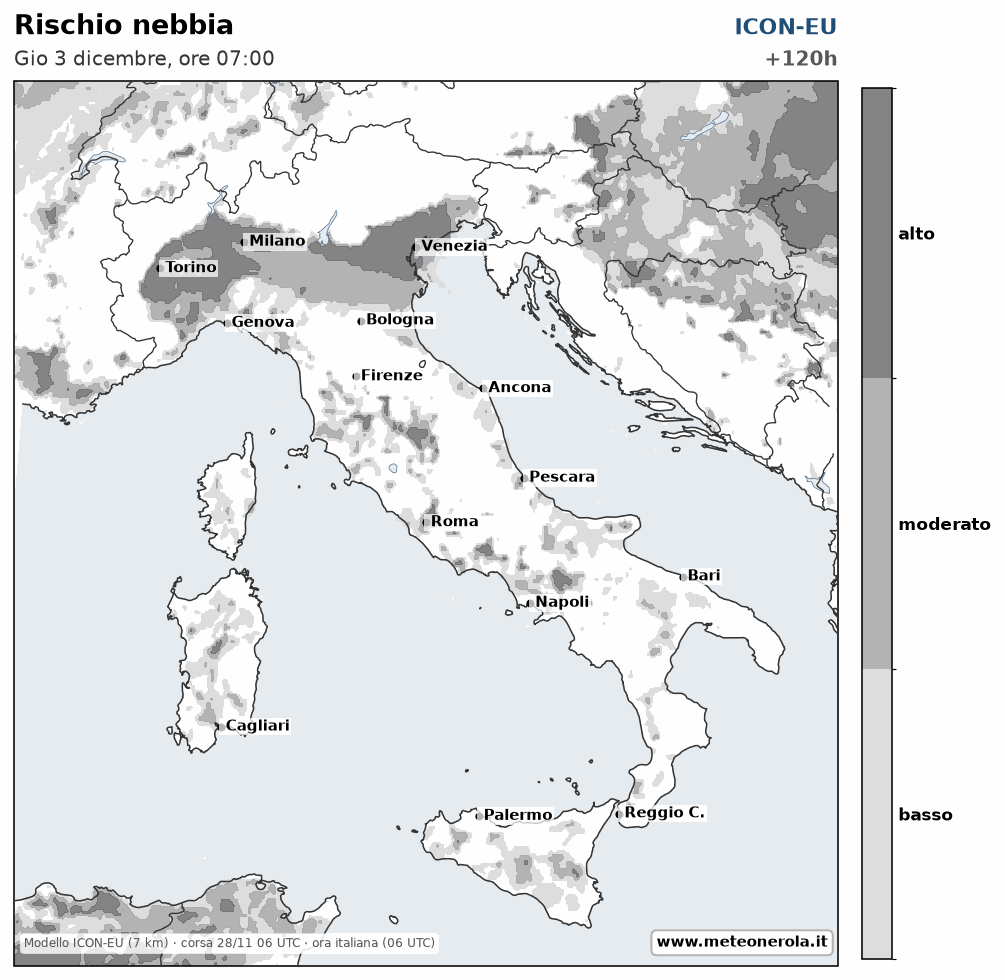 Rischio nebbia
ICON-EU
Gio 3 dicembre, ore 07:00
+120h
alto
Milano
Venezia
Torino
Genova
Bologna
Firenze
Ancona
Pescara
Roma
moderato
Bari
Napoli
Cagliari
Palermo
Reggio C.
basso
Modello ICON-EU (7 km) · corsa 28/11 06 UTC · ora italiana (06 UTC)
www.meteonerola.it